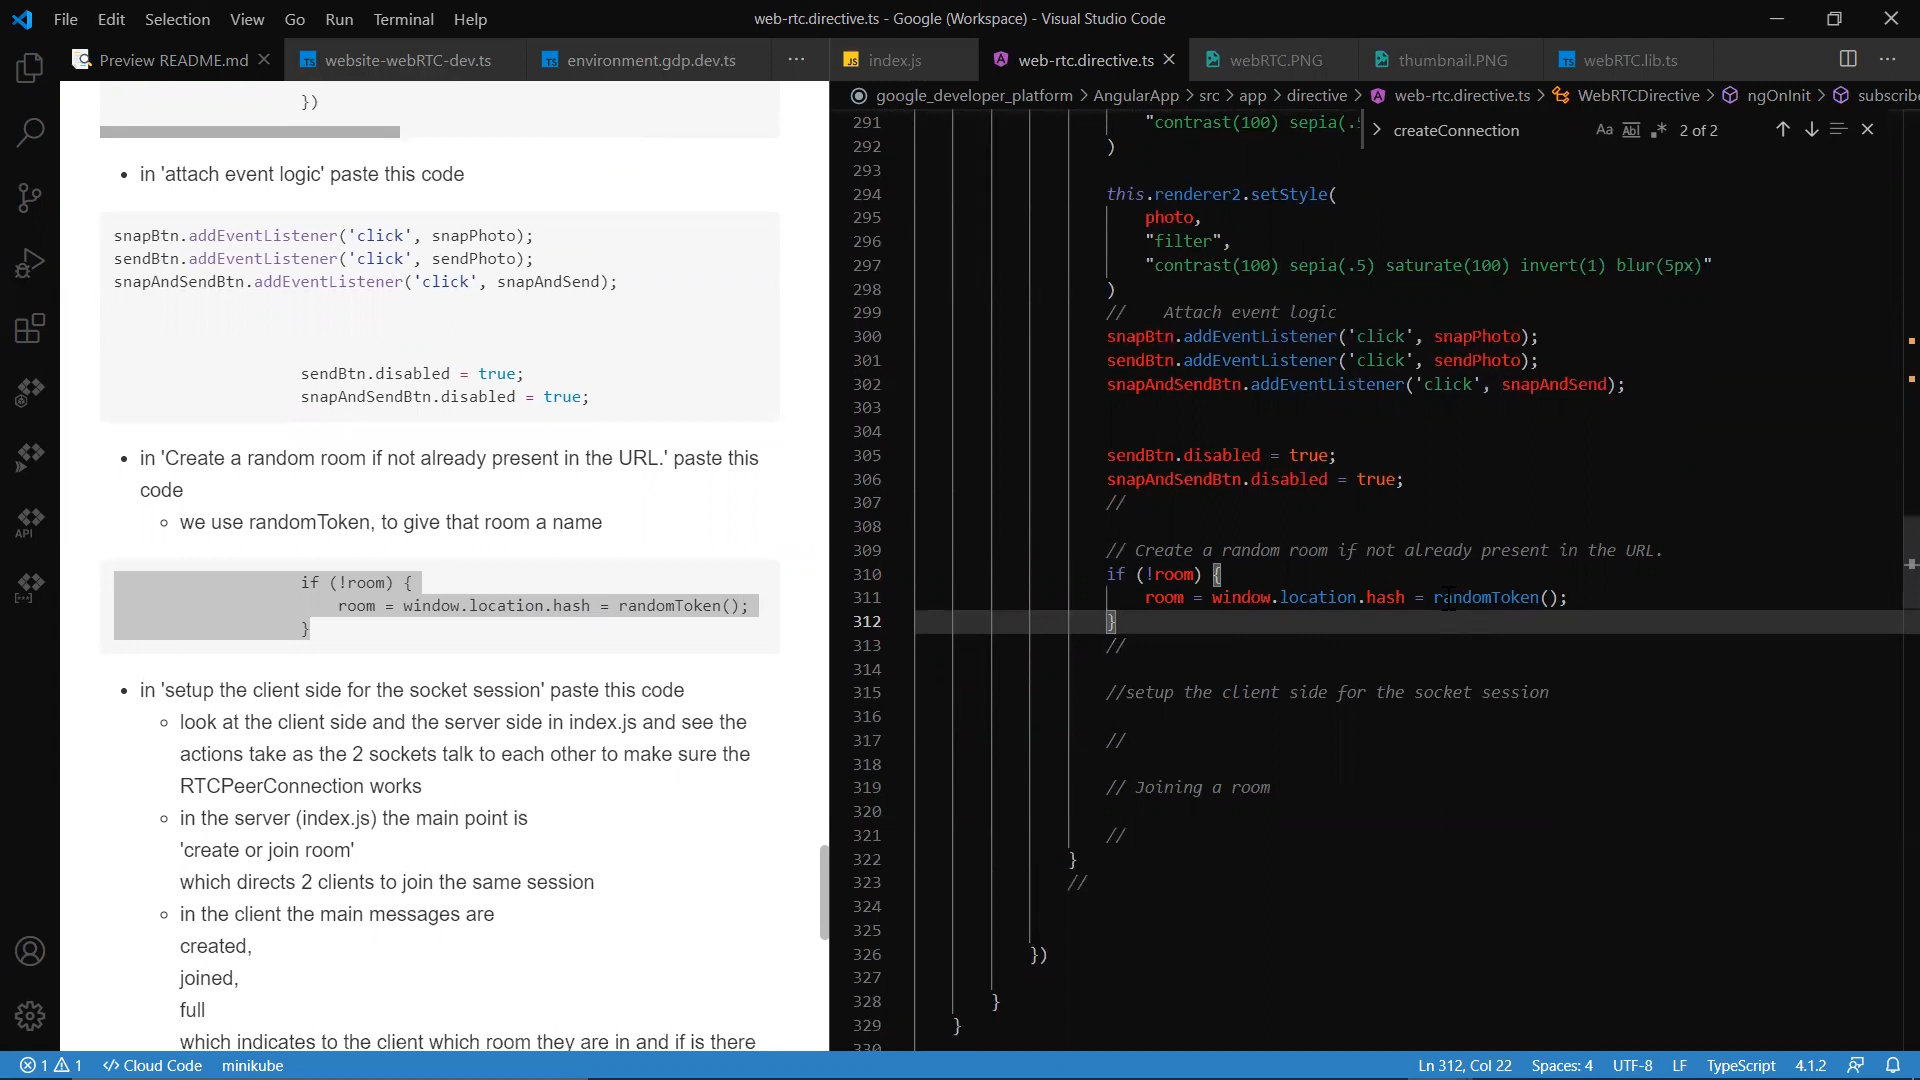 File Edit Selection View Go Run Terminal Help
web-rtc.directive.ts - Google (Workspace) - Visual Studio Code
Preview README.md
website-webRTC-dev.ts
environment.gdp.dev.ts
index.js
web-rtc.directive.ts
webRTC.PNG
thumbnail.PNG
webRTC.lib.ts
google_developer_platform > AngularApp > src > app > directive > web-rtc.directive.ts > WebRTCDirective > ngOnInit > subscribe
createConnection
2 of 2
})
in 'attach event logic' paste this code
snapBtn.addEventListener('click', snapPhoto);
sendBtn.addEventListener('click', sendPhoto);
snapAndSendBtn.addEventListener('click', snapAndSend);
sendBtn.disabled = true;
snapAndSendBtn.disabled = true;
in 'Create a random room if not already present in the URL.' paste this
code
we use randomToken, to give that room a name
if (!room) {
room = window.location.hash = randomToken();
}
in 'setup the client side for the socket session' paste this code
look at the client side and the server side in index.js and see the
actions take as the 2 sockets talk to each other to make sure the
RTCPeerConnection works
in the server (index.js) the main point is
'create or join room'
which directs 2 clients to join the same session
in the client the main messages are
created,
joined,
full
which indicates to the client which room they are in and if is there
291 "contrast(100) sepia(.
292 )
293
294 this.renderer2.setStyle(
295 photo,
296 "filter",
297 "contrast(100) sepia(.5) saturate(100) invert(1) blur(5px)"
298 )
299 // Attach event logic
300 snapBtn.addEventListener('click', snapPhoto);
301 sendBtn.addEventListener('click', sendPhoto);
302 snapAndSendBtn.addEventListener('click', snapAndSend);
303
304
305 sendBtn.disabled = true;
306 snapAndSendBtn.disabled = true;
307 //
308
309 // Create a random room if not already present in the URL.
310 if (!room) {
311 room = window.location.hash = randomToken();
312 }
313 //
314
315 //setup the client side for the socket session
316
317 //
318
319 // Joining a room
320
321 //
322 }
323 //
324
325
326 })
327
328 }
329 }
330
API
1 1 Cloud Code minikube
Ln 312, Col 22 Spaces: 4 UTF-8 LF TypeScript 4.1.2